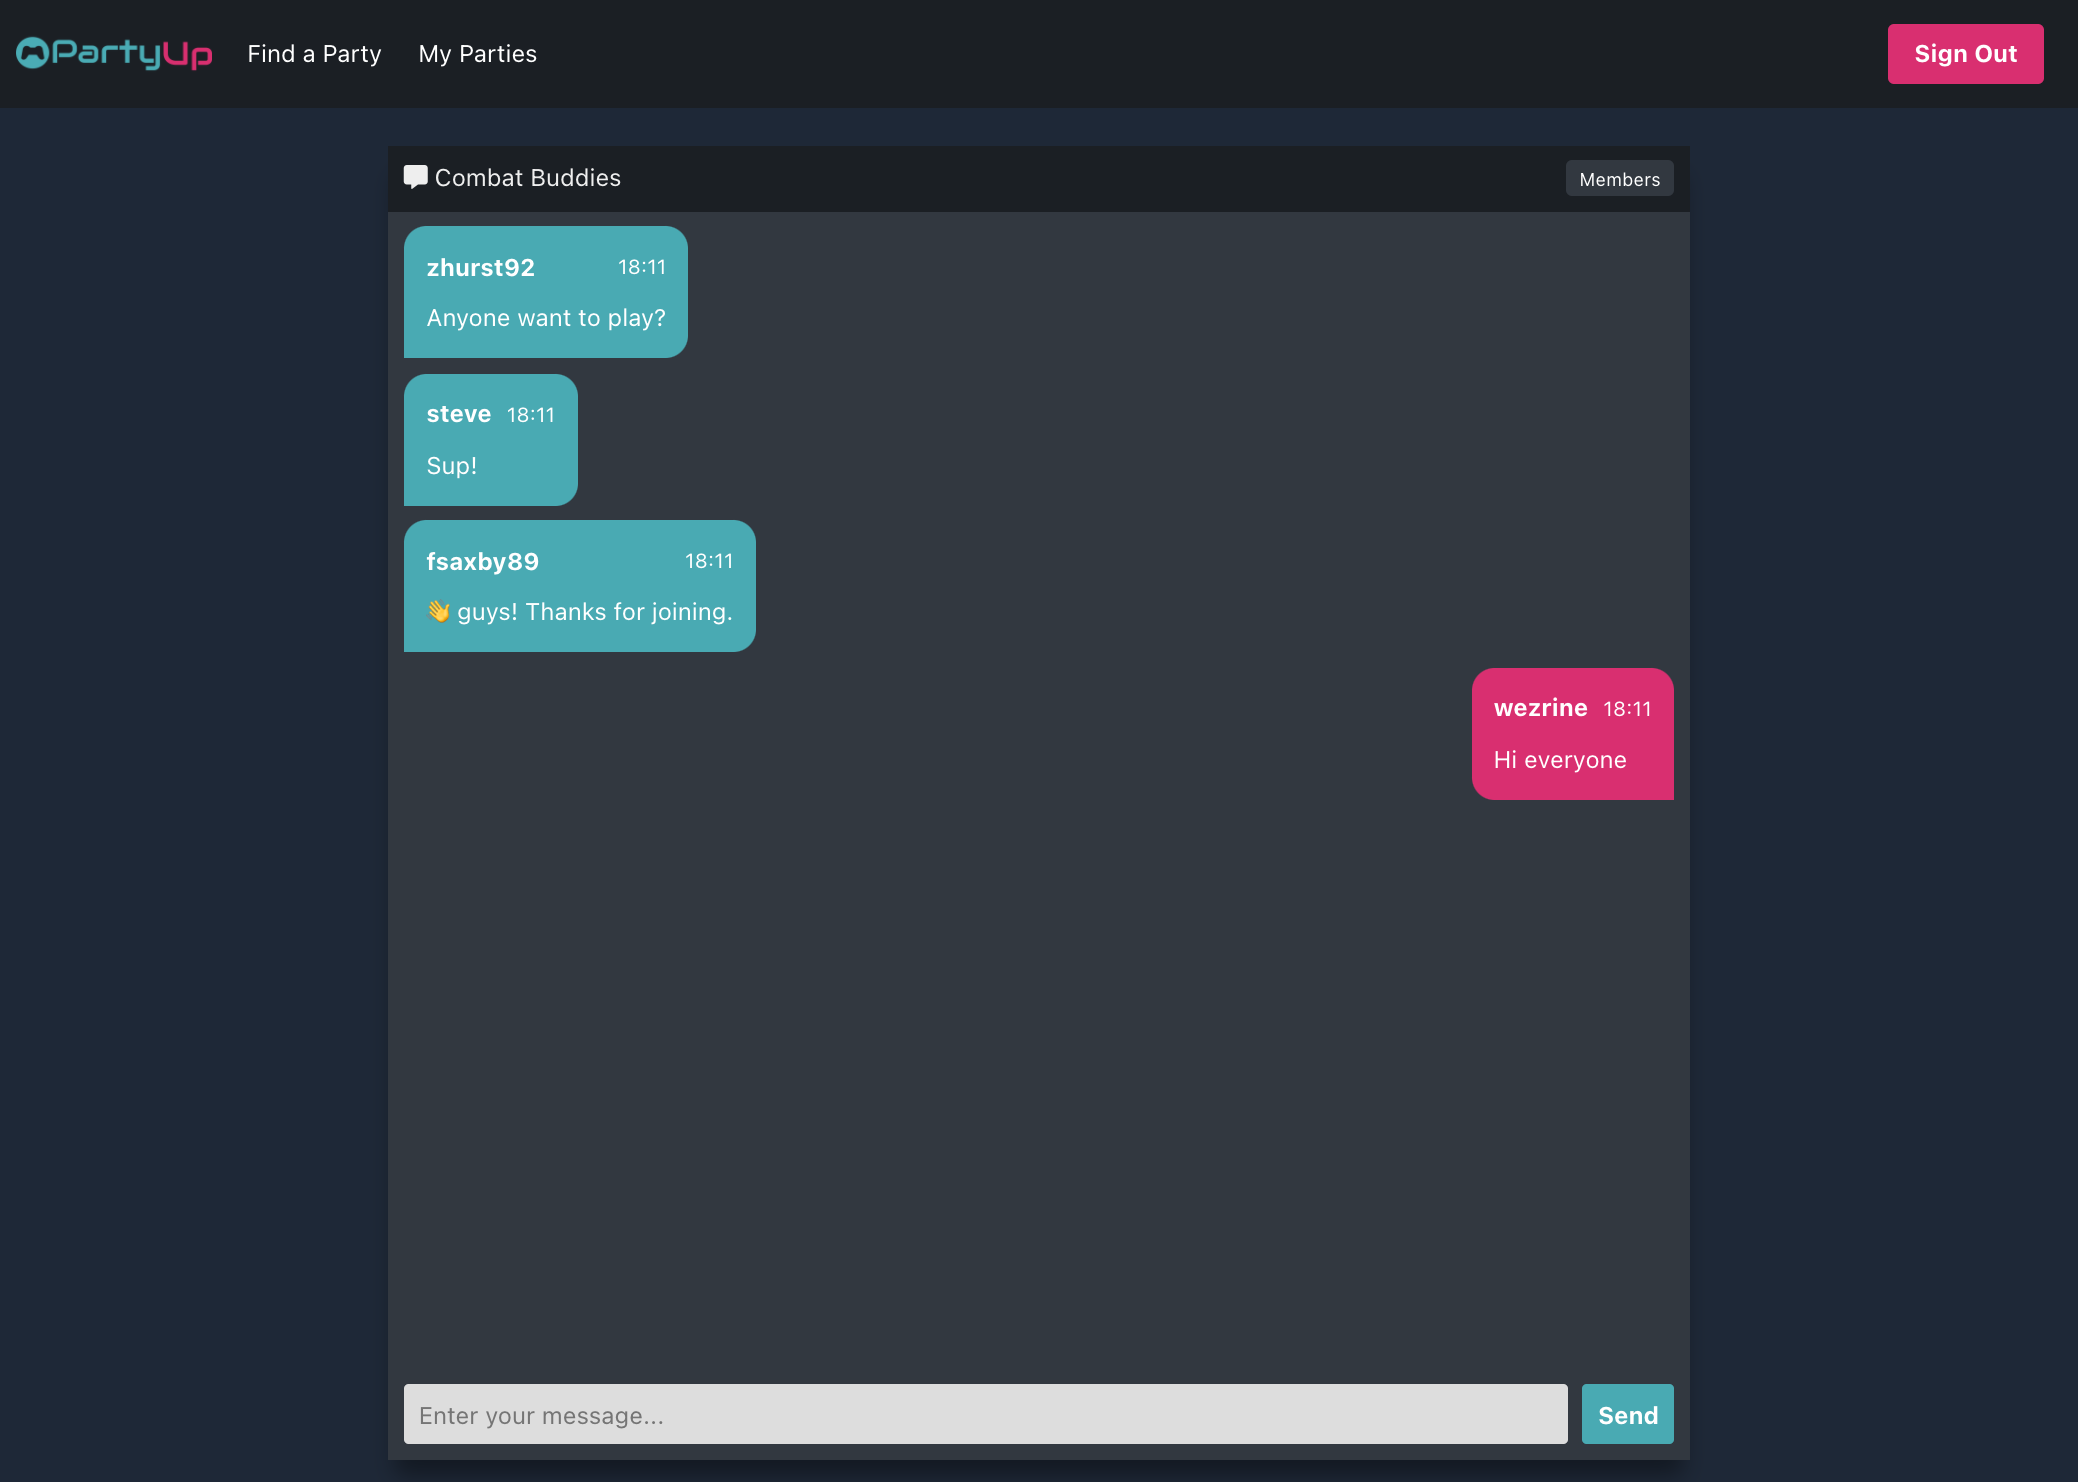 PartyUp Find a Party My Parties Sign Out
Combat Buddies Members
zhurst92 18:11
Anyone want to play?
steve 18:11
Sup!
fsaxby89 18:11
👋 guys! Thanks for joining.
wezrine 18:11
Hi everyone
Enter your message... Send